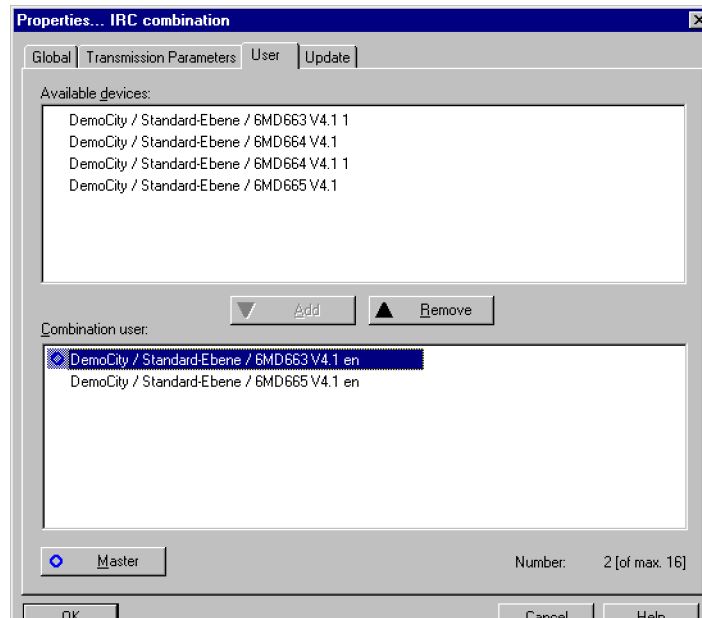 Properties... IRC combination
Global Transmission Parameters User Update
Available devices:
DemoCity / Standard-Ebene / 6MD663 V4.1 1
DemoCity / Standard-Ebene / 6MD664 V4.1
DemoCity / Standard-Ebene / 6MD664 V4.1 1
DemoCity / Standard-Ebene / 6MD665 V4.1
Add Remove
Combination user:
DemoCity / Standard-Ebene / 6MD663 V4.1 en
DemoCity / Standard-Ebene / 6MD665 V4.1 en
Master Number: 2 [of max. 16]
OK Cancel Help